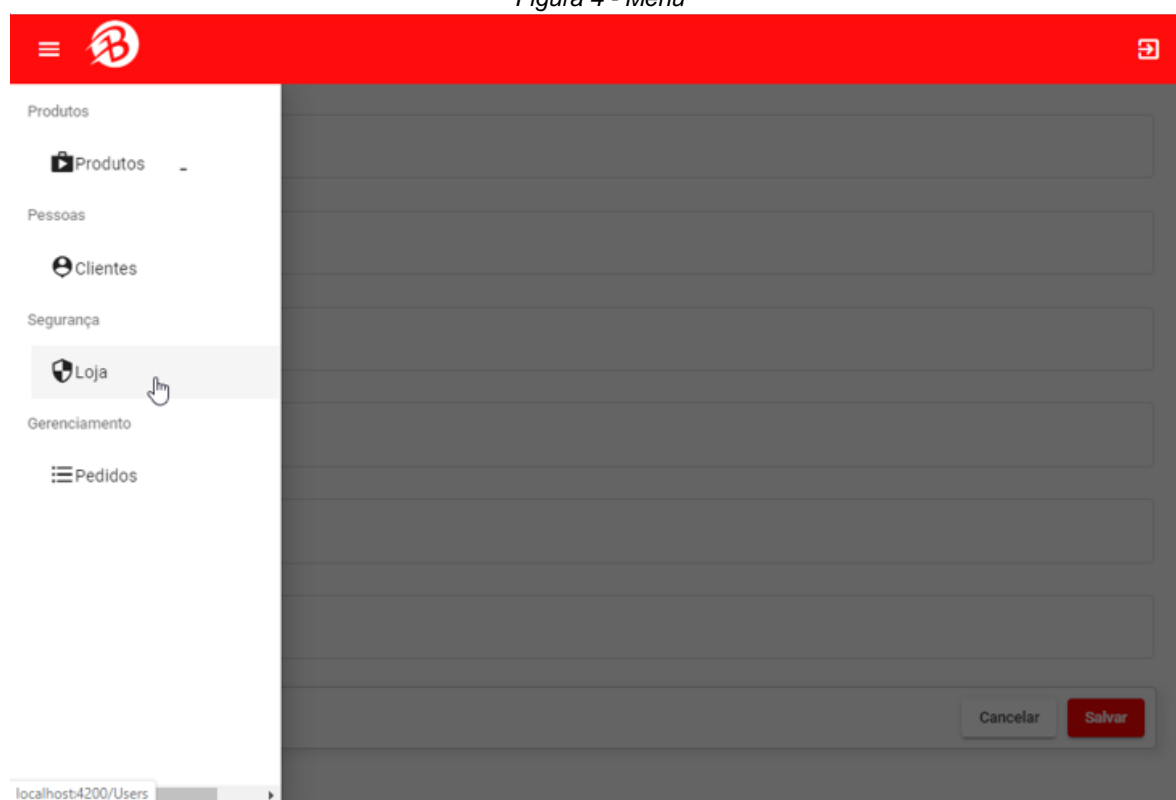 Figura 4 - Menu
B
Produtos
Produtos -
Pessoas
Clientes
Segurança
Loja
Gerenciamento
Pedidos
Cancelar
Salvar
localhost:4200/Users